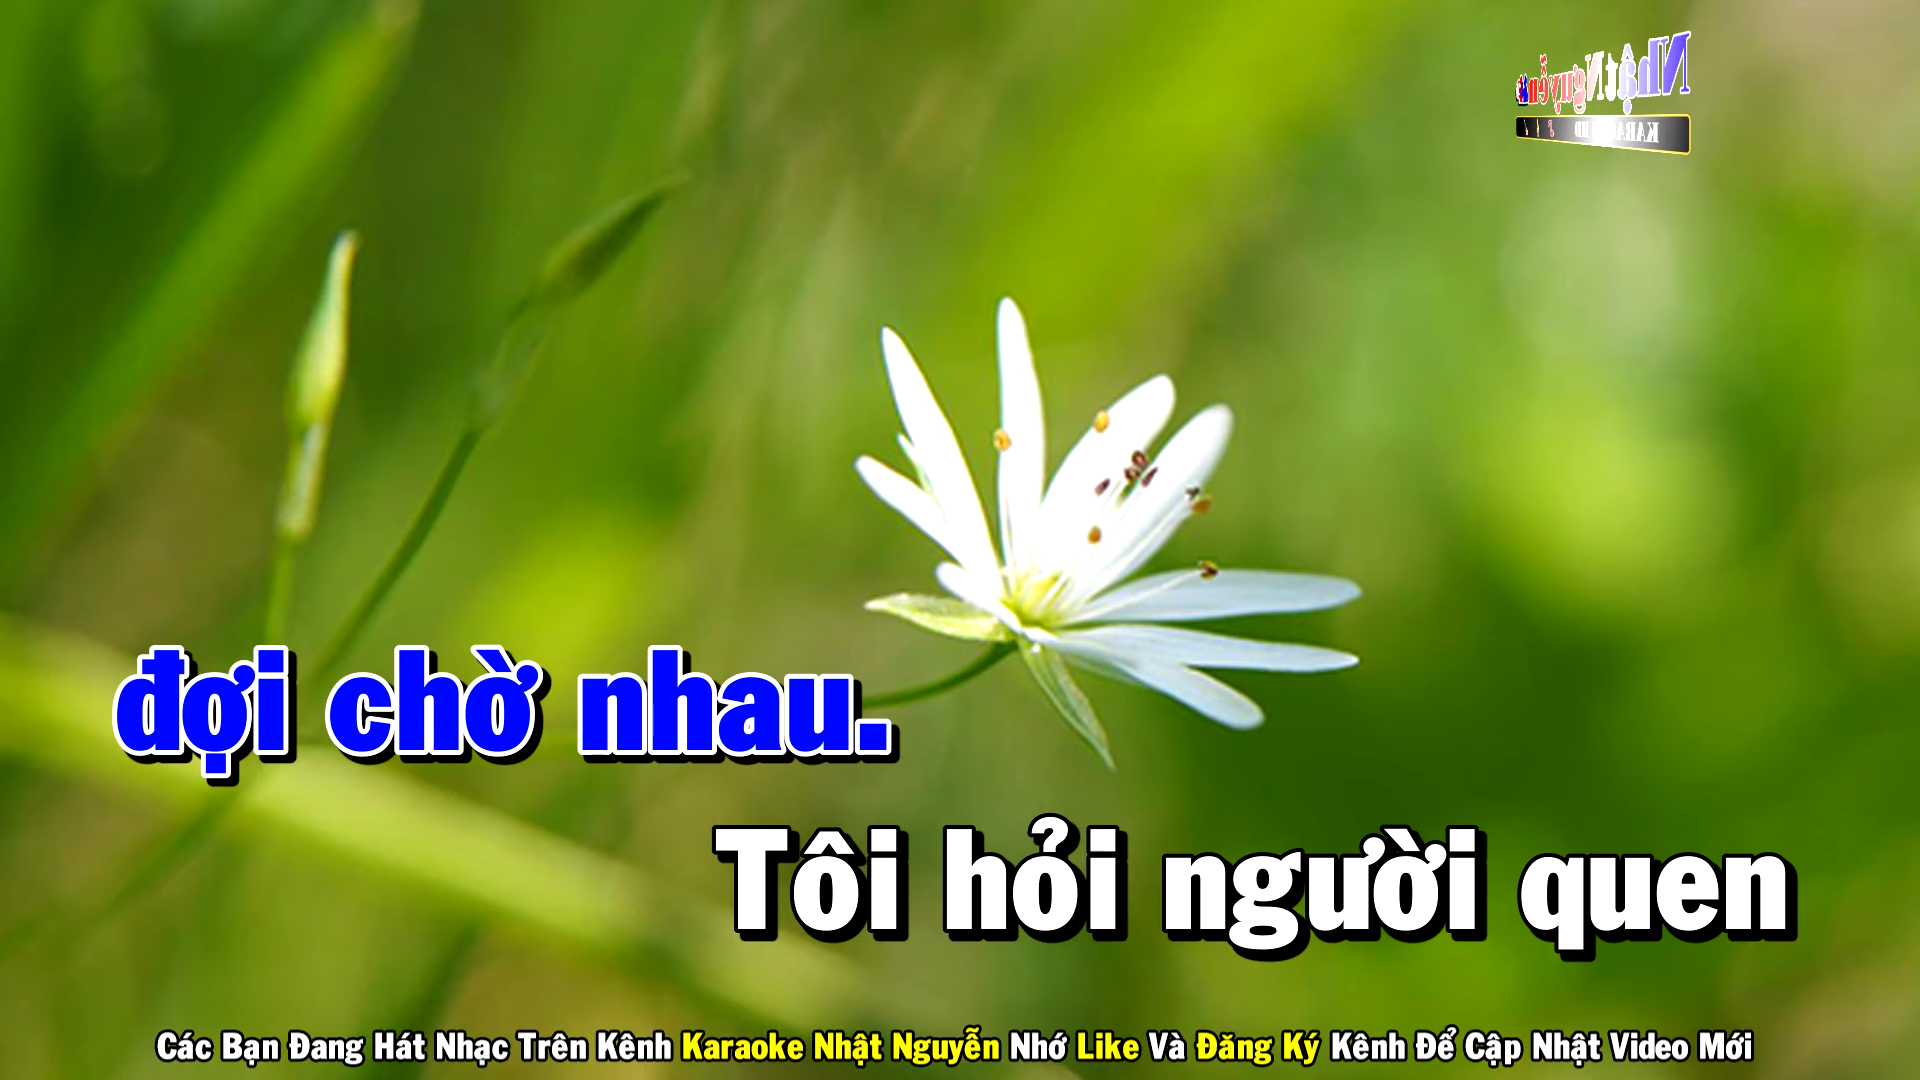 NhậtNguyễn
đợi chờ nhau.
Tôi hỏi người quen
Các Bạn Đang Hát Nhạc Trên Kênh Karaoke Nhật Nguyễn Nhớ Like Và Đăng Ký Kênh Để Cập Nhật Video Mới